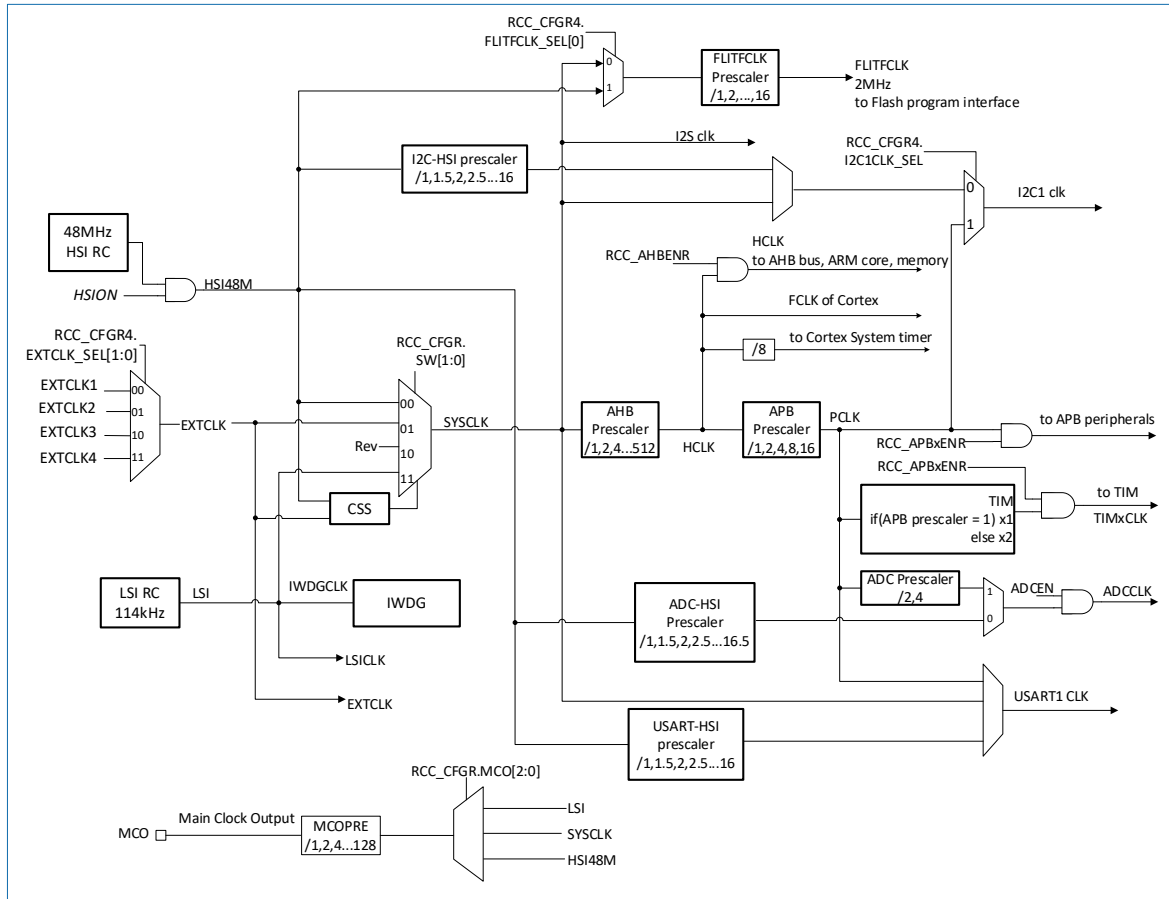 RCC_CFGR4.
FLITFCLK_SEL[0]
0
1
FLITFCLK
Prescaler
/1,2,...,16
FLITFCLK
2MHz
to Flash program interface
I2S clk
I2C-HSI prescaler
/1,1.5,2,2.5...16
RCC_CFGR4.
I2C1CLK_SEL
0
1
I2C1 clk
48MHz
HSI RC
HSION
HSI48M
RCC_AHBENR
HCLK
to AHB bus, ARM core, memory
FCLK of Cortex
/8
to Cortex System timer
RCC_CFGR4.
EXTCLK_SEL[1:0]
EXTCLK1
EXTCLK2
EXTCLK3
EXTCLK4
00
01
10
11
EXTCLK
RCC_CFGR.
SW[1:0]
00
01
Rev
10
11
SYSCLK
CSS
AHB
Prescaler
/1,2,4...512
HCLK
APB
Prescaler
/1,2,4,8,16
PCLK
to APB peripherals
RCC_APBxENR
RCC_APBxENR
TIM
if(APB prescaler = 1) x1
else x2
to TIM
TIMxCLK
LSI RC
114kHz
LSI
IWDGCLK
IWDG
LSICLK
EXTCLK
ADC-HSI
Prescaler
/1,1.5,2,2.5...16.5
ADC Prescaler
/2,4
1
0
ADCEN
ADCCLK
USART-HSI
prescaler
/1,1.5,2,2.5...16
USART1 CLK
RCC_CFGR.MCO[2:0]
MCO
Main Clock Output
MCOPRE
/1,2,4...128
LSI
SYSCLK
HSI48M